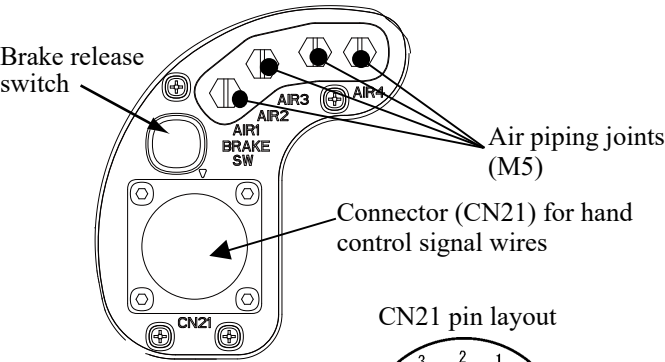 Brake release
switch
AIR4
AIR3
AIR2
AIR1
BRAKE
SW
Air piping joints
(M5)
Connector (CN21) for hand
control signal wires
CN21
CN21 pin layout
3 2 1